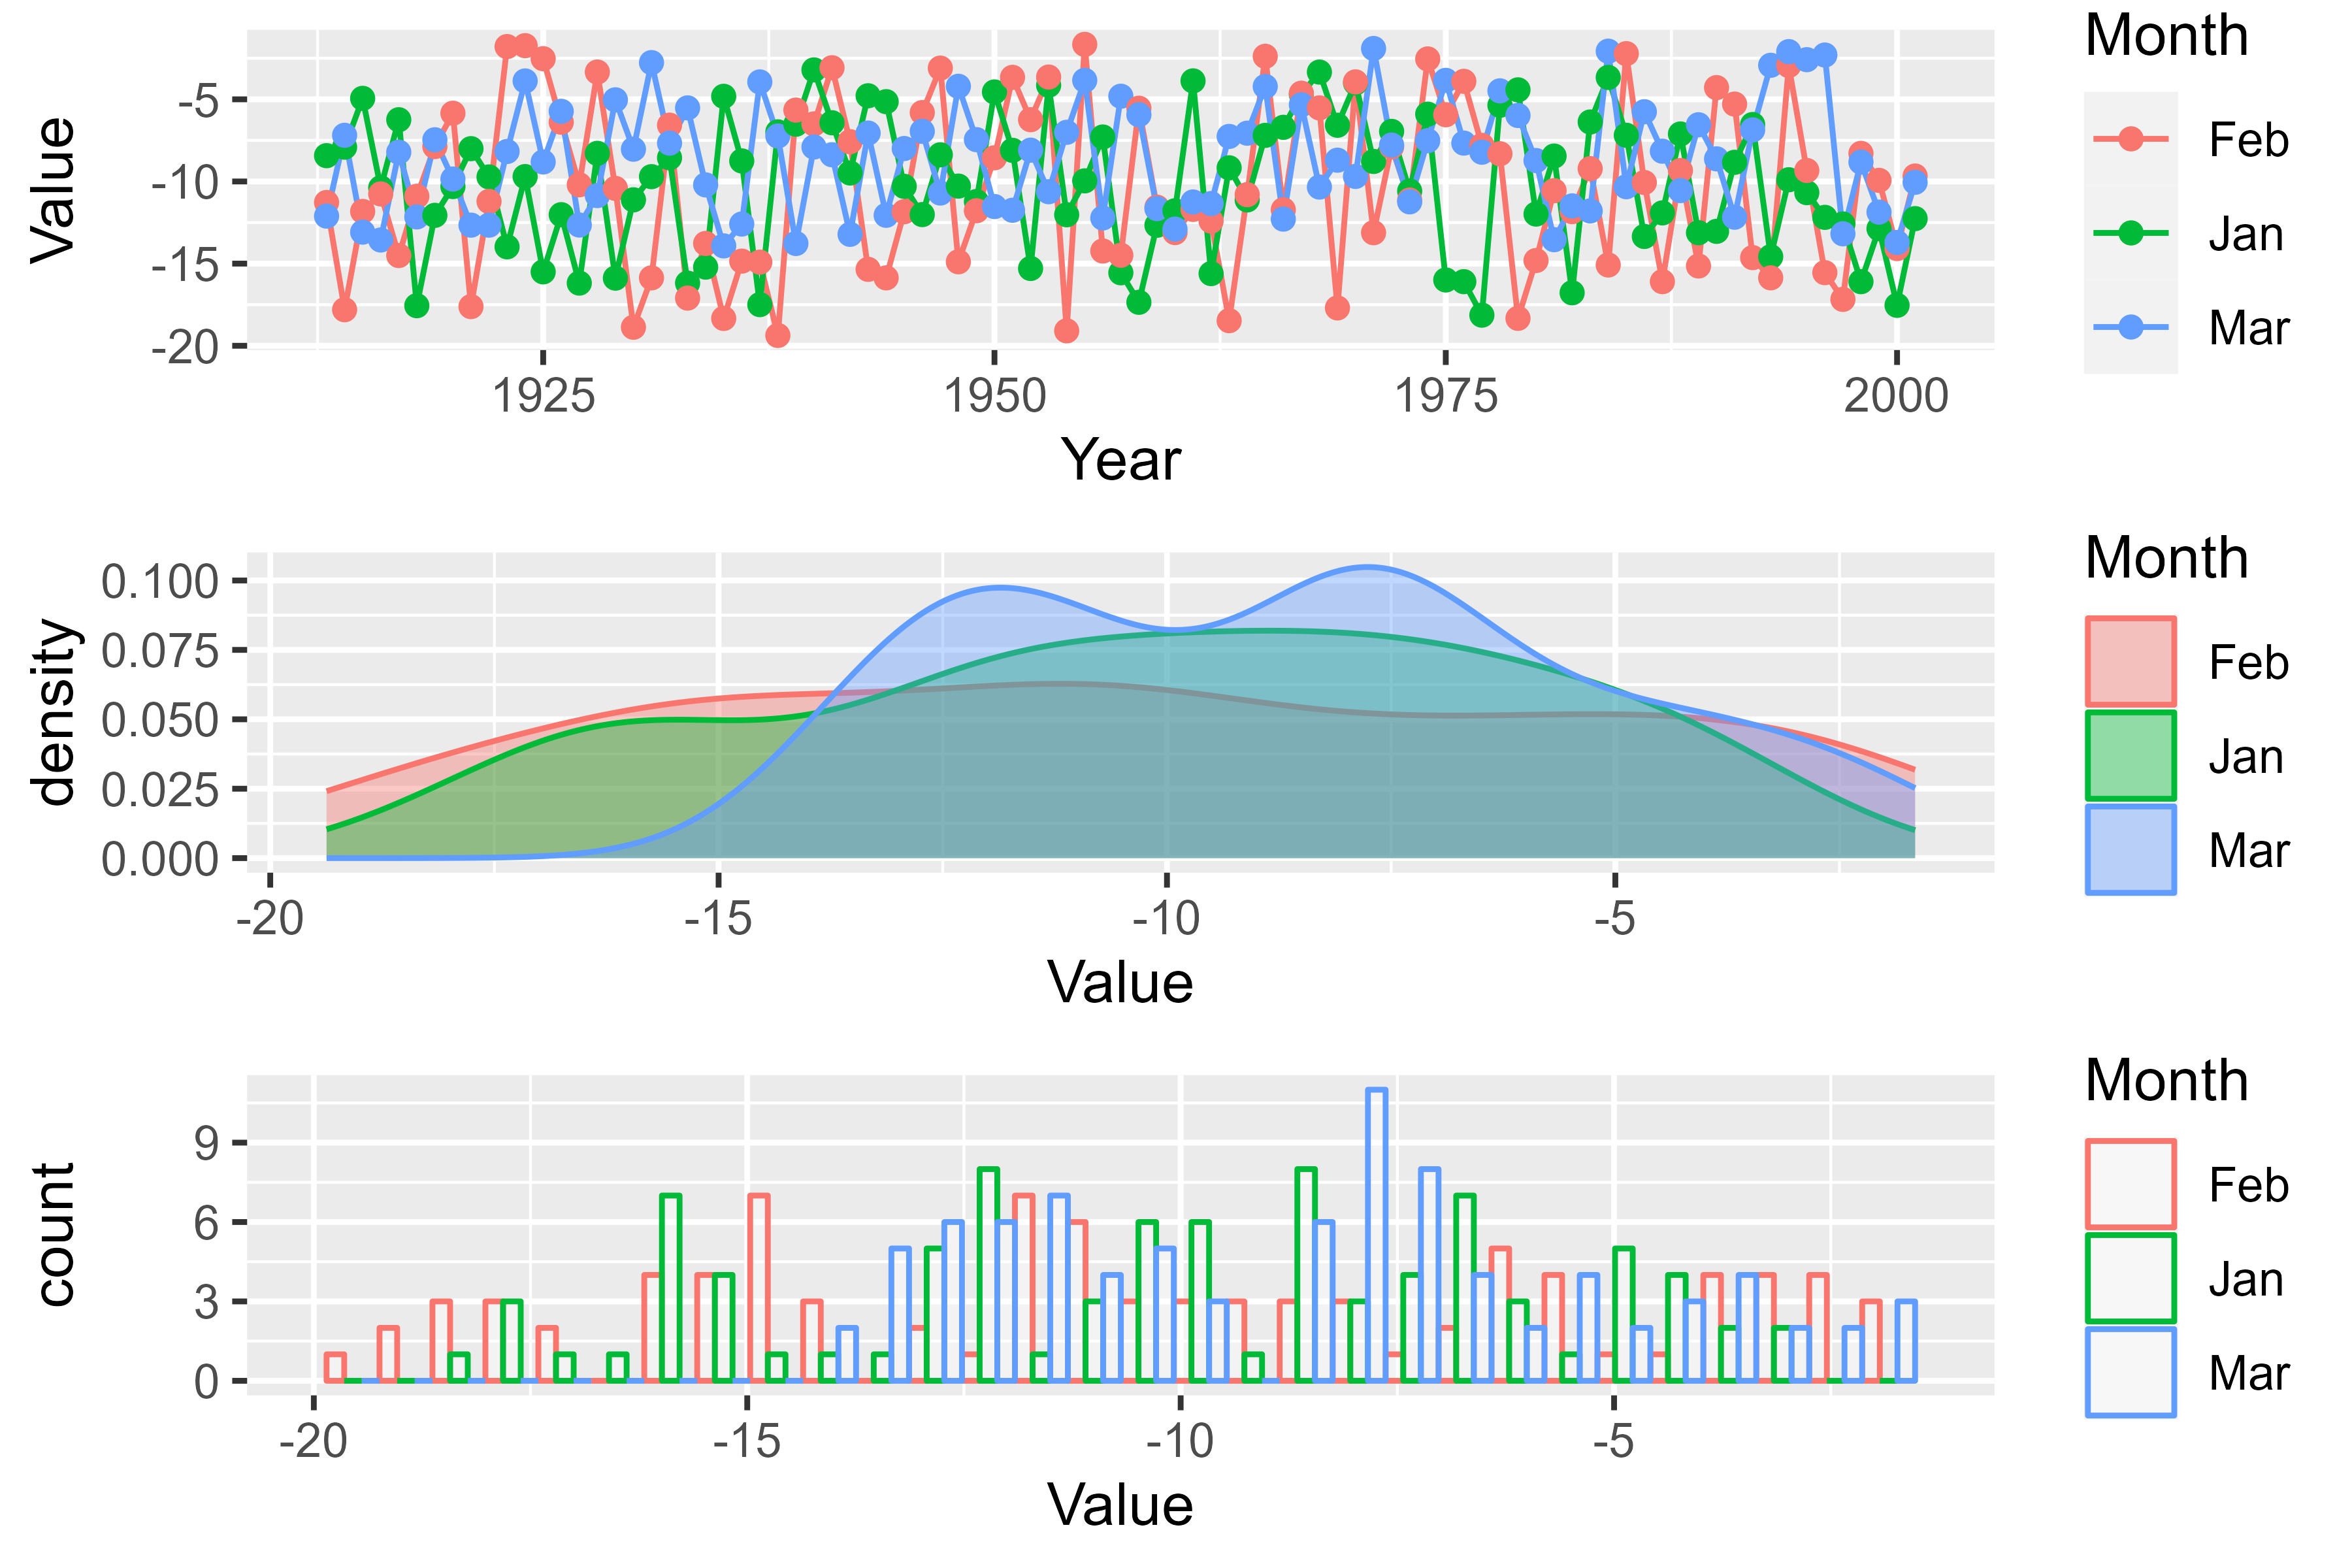 Value
-5
-10
-15
-20
1925 1950 1975 2000
Year
Month
Feb
Jan
Mar
density
0.100
0.075
0.050
0.025
0.000
-20 -15 -10 -5
Value
Month
Feb
Jan
Mar
count
9
6
3
0
-20 -15 -10 -5
Value
Month
Feb
Jan
Mar